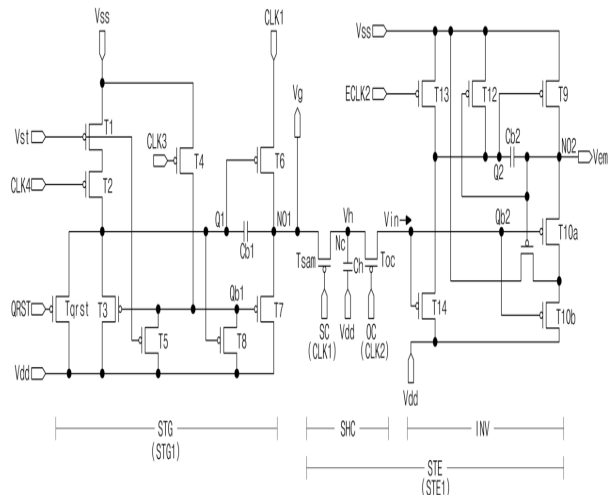 Vss
CLK1
Vss
Vg
T13
T12
T9
Vst
T1
CLK3
T4
T6
ECLK2
Cb2
NO2
Vem
CLK4
T2
Q2
Q1
NO1
Vh
Vin
Qb2
Cb1
Nc
T10a
Tsam
Ch
Toc
QRST
Tqrst
T3
Qb1
T7
T14
T10b
T5
T8
SC
(CLK1)
Vdd
OC
(CLK2)
Vdd
Vdd
STG
(STG1)
SHC
INV
STE
(STE1)